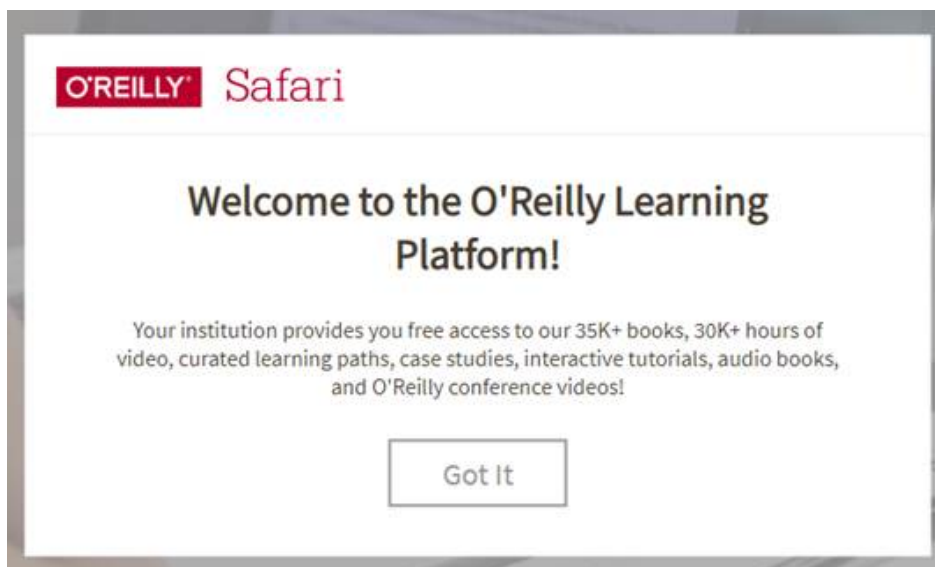 O'REILLY® Safari
Welcome to the O'Reilly Learning
Platform!
Your institution provides you free access to our 35K+ books, 30K+ hours of
video, curated learning paths, case studies, interactive tutorials, audio books,
and O'Reilly conference videos!
Got It